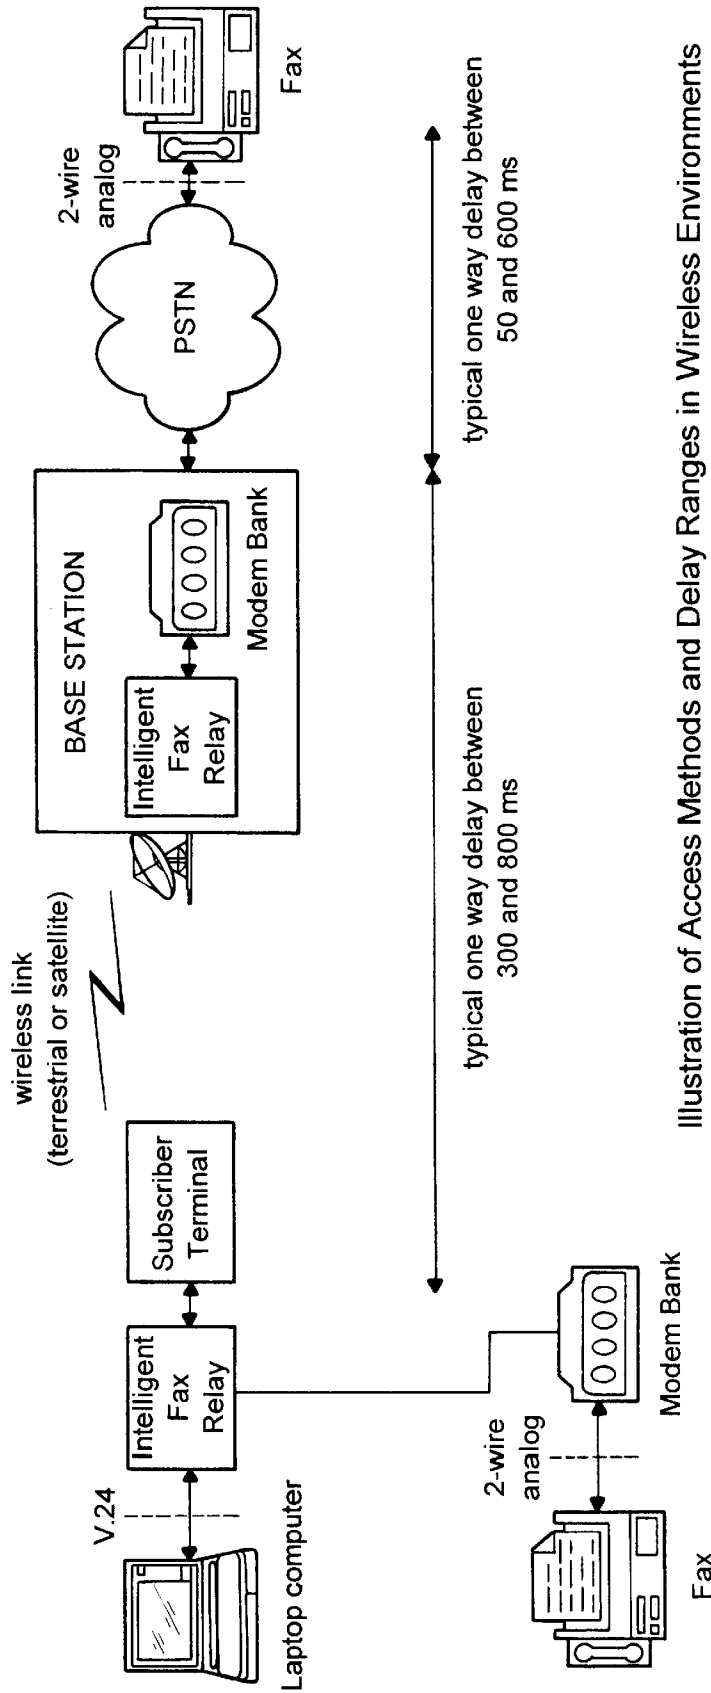 wireless link
(terrestrial or satellite)
BASE STATION
2-wire
analog
V.24
Intelligent
Fax
Relay
Subscriber
Terminal
Intelligent
Fax
Relay
Modem Bank
PSTN
Fax
Laptop computer
typical one way delay between
300 and 800 ms
typical one way delay between
50 and 600 ms
2-wire
analog
Fax
Modem Bank
Illustration of Access Methods and Delay Ranges in Wireless Environments